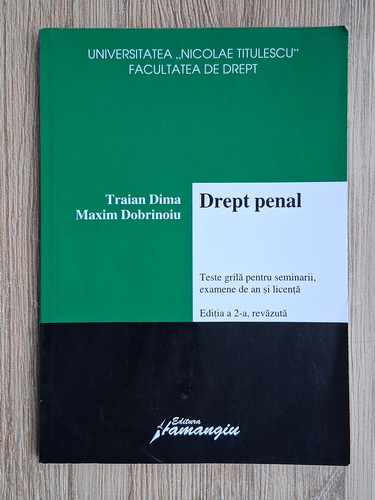 UNIVERSITATEA „NICOLAE TITULESCU"
FACULTATEA DE DREPT
Traian Dima
Maxim Dobrinoiu
Drept penal
Teste grilă pentru seminarii,
examene de an și licență
Ediția a 2-a, revăzută
Editura
Hamangiu